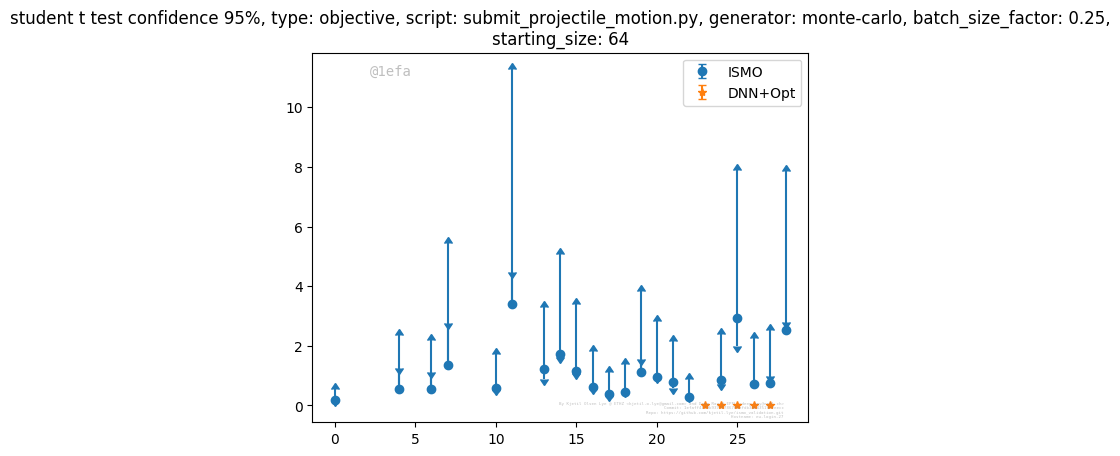 student t test confidence 95%, type: objective, script: submit_projectile_motion.py, generator: monte-carlo, batch_size_factor: 0.25,
starting_size: 64
@1efa
ISMO
DNN+Opt
10
8
6
4
2
0
0 5 10 15 20 25